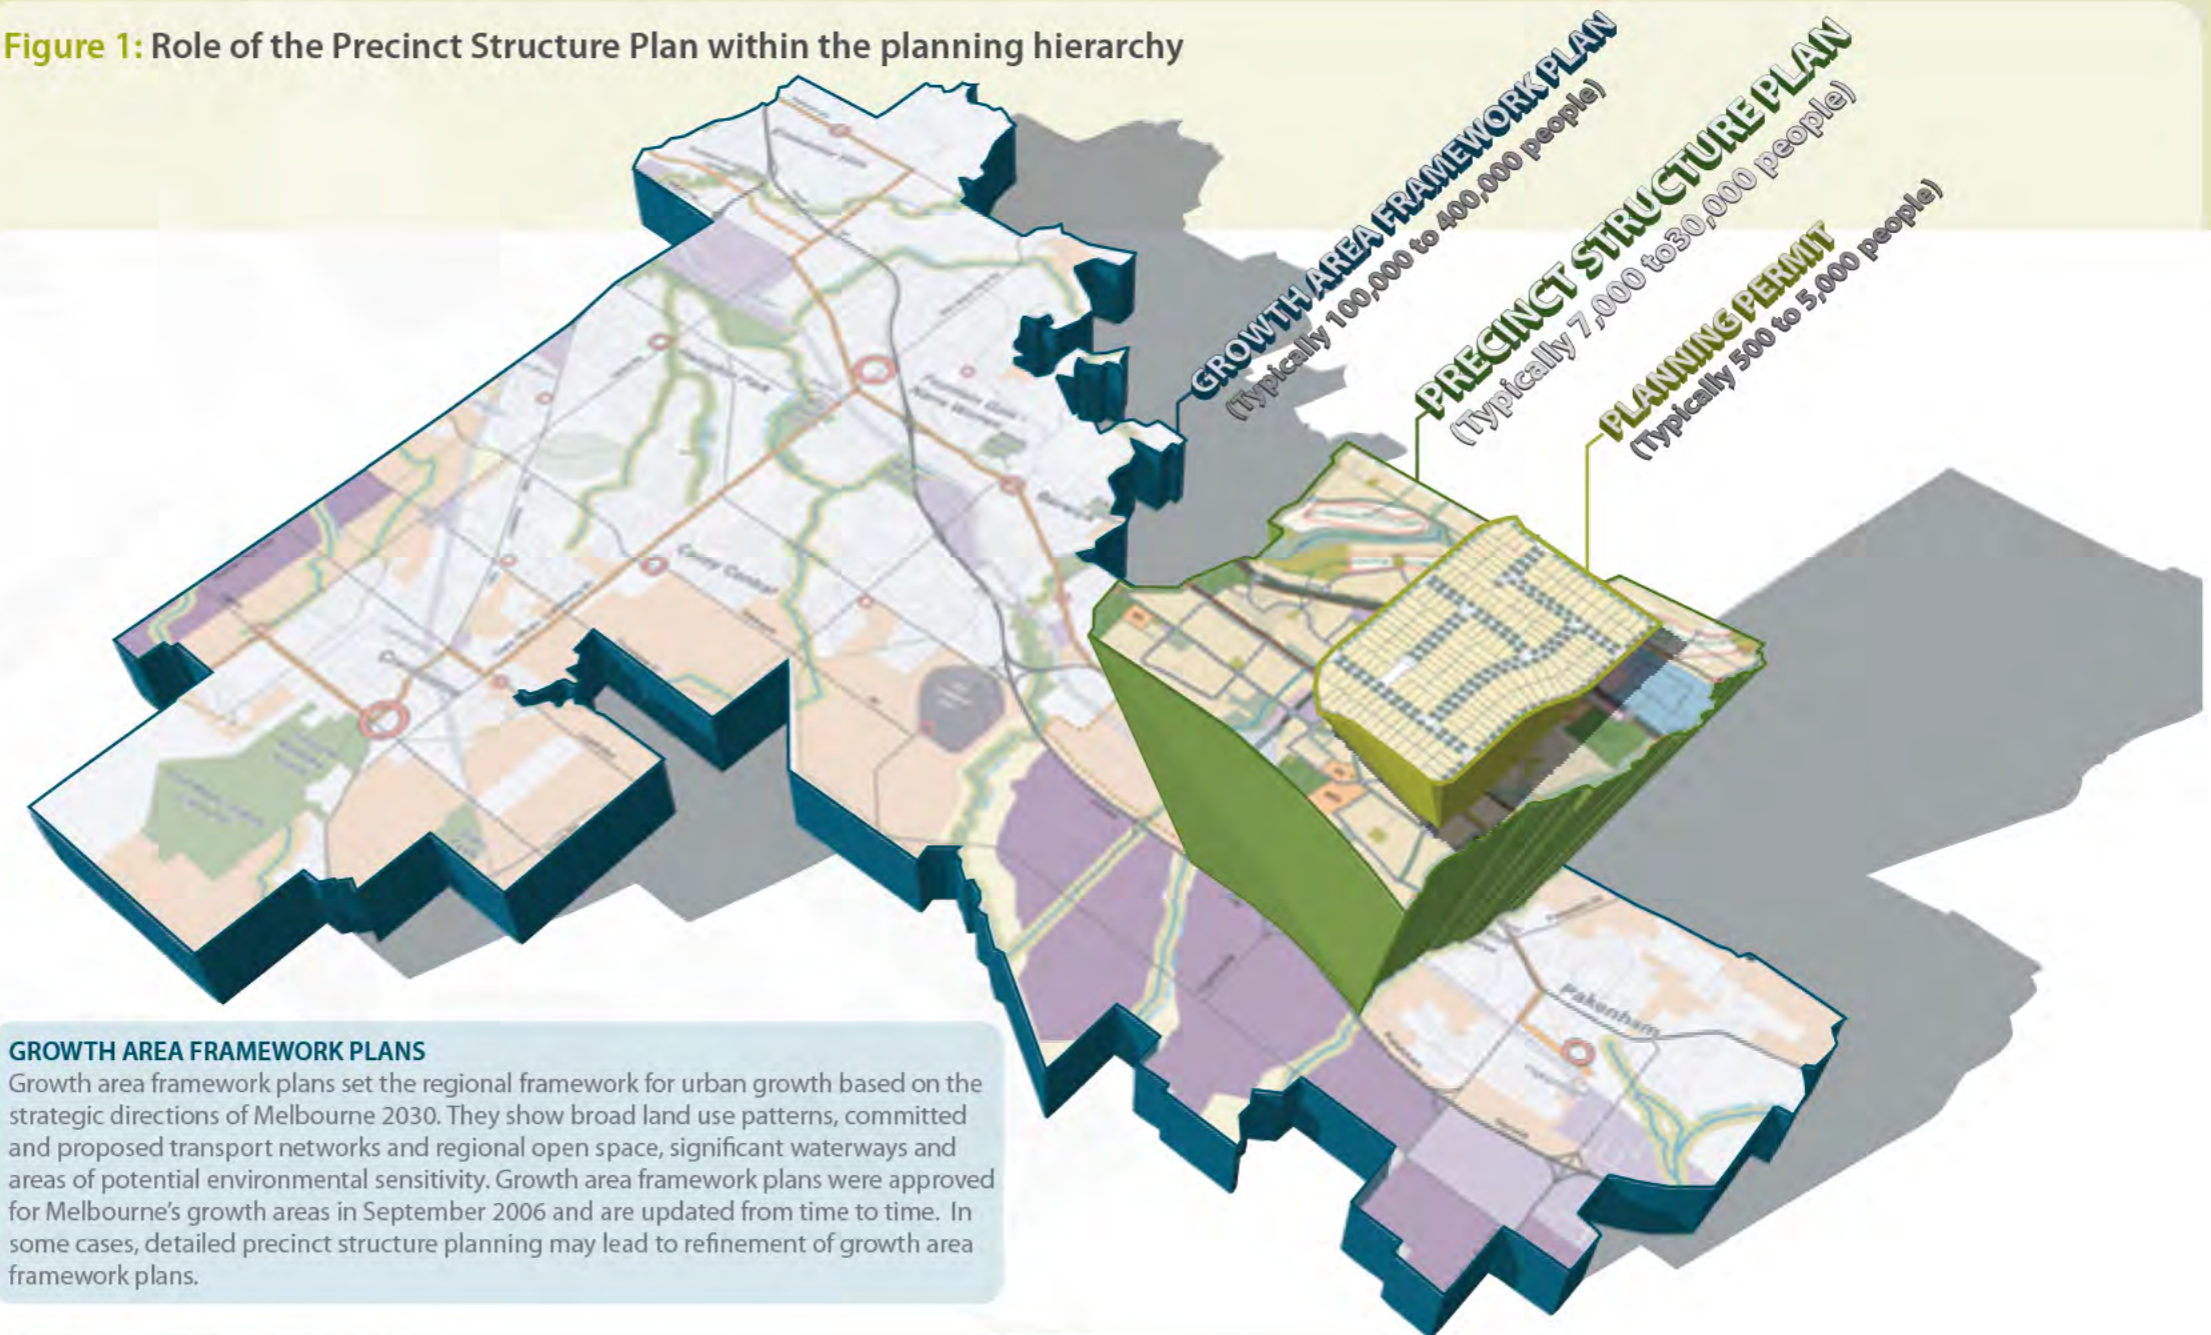 Figure 1: Role of the Precinct Structure Plan within the planning hierarchy
GROWTH AREA FRAMEWORK PLAN
(Typically 100,000 to 400,000 people)
PRECINCT STRUCTURE PLAN
(Typically 7,000 to30,000 people)
PLANNING PERMIT
(Typically 500 to 5,000 people)
Berwick
Pakenham
GROWTH AREA FRAMEWORK PLANS
Growth area framework plans set the regional framework for urban growth based on the
strategic directions of Melbourne 2030. They show broad land use patterns, committed
and proposed transport networks and regional open space, significant waterways and
areas of potential environmental sensitivity. Growth area framework plans were approved
for Melbourne's growth areas in September 2006 and are updated from time to time. In
some cases, detailed precinct structure planning may lead to refinement of growth area
framework plans.